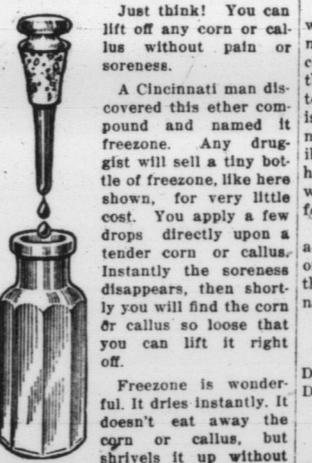 Just think! You can
lift off any corn or cal-
lus without pain or
soreness.
A Cincinnati man dis-
covered this ether com-
pound and named it
freezone. Any drug-
gist will sell a tiny bot-
tle of freezone, like here
shown, for very little
cost. You apply a few
drops directly upon a
tender corn or callus.
Instantly the soreness
disappears, then short-
ly you will find the corn
or callus so loose that
you can lift it right
off.
Freezone is wonder-
ful. It dries instantly. It
doesn't eat away the
corn or callus, but
shrivels it up without